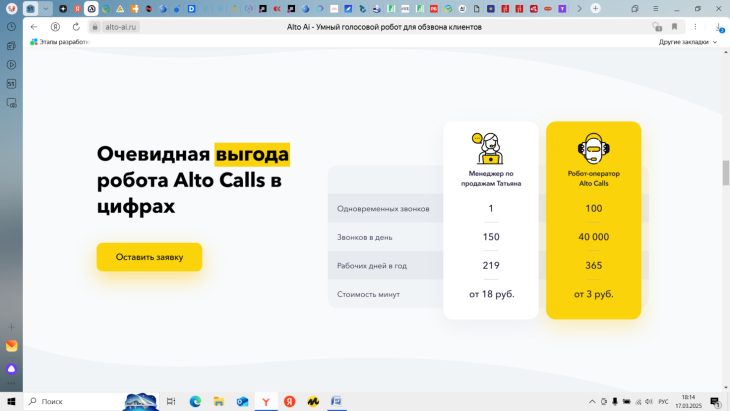 alto-ai.ru
Alto Ai - Умный голосовой робот для обзвона клиентов
Этапы разработк
Другие закладки
Очевидная выгода
робота Alto Calls в
цифрах
Оставить заявку
Менеджер по
продажам Татьяна
Робот-оператор
Alto Calls
Одновременных звонков 1 100
Звонков в день 150 40 000
Рабочих дней в год 219 365
Стоимость минут от 18 руб. от 3 руб.
Поиск
РУС
18:14
17.03.2025